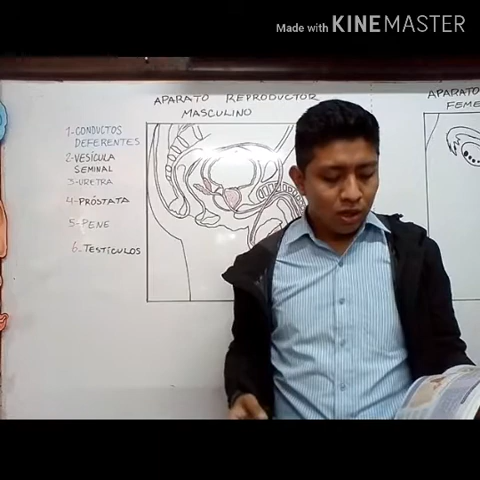 Made with KINEMASTER
APARATO REPRODUCTOR
MASCULINO
1-CONDUCTOS
DEFERENTES
2-VESÍCULA
SEMINAL
3-URETRA
4-PRÓSTATA
5-PENE
6-TESTÍCULOS
APARATO
FEME